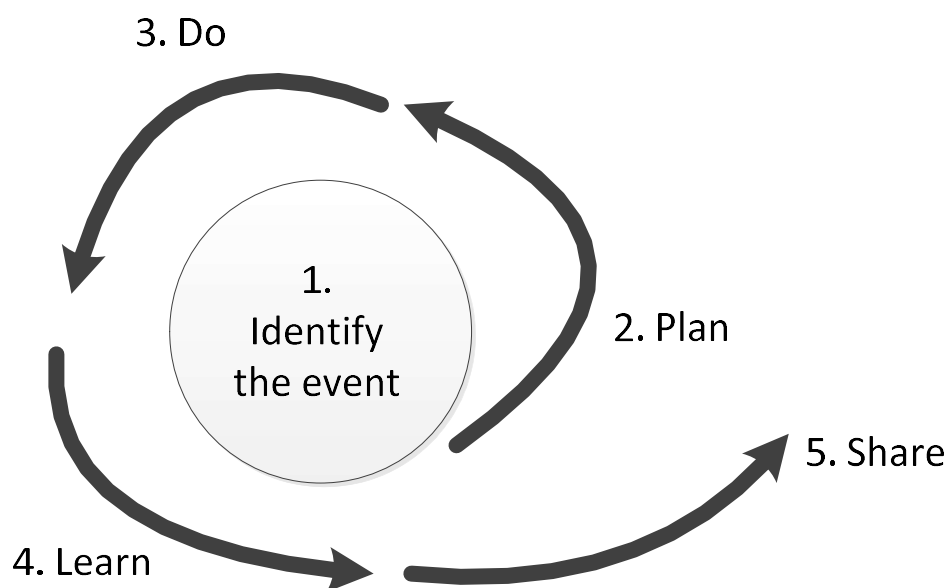 3. Do
1.
Identify
the event
2. Plan
5. Share
4. Learn